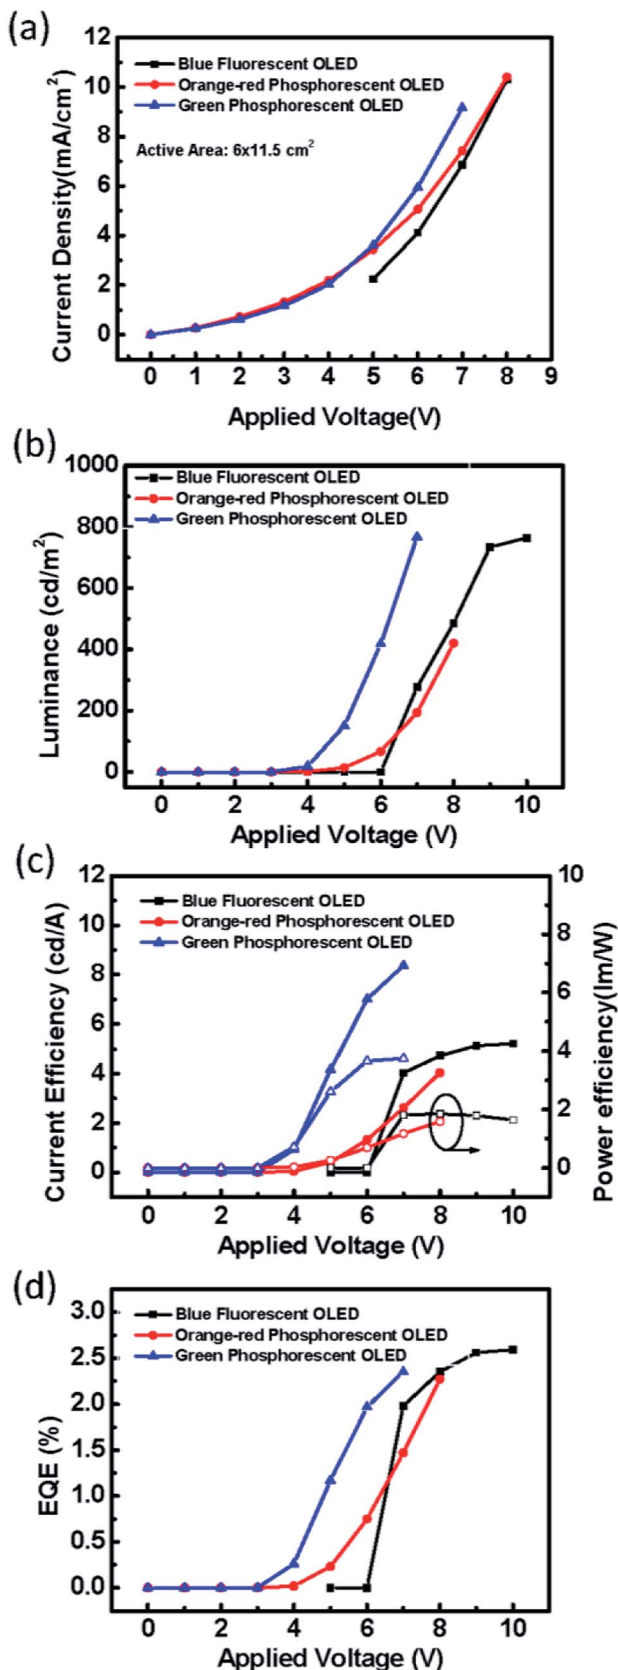 (a)
12
10
8
6
4
2
0
Current Density(mA/cm²)
Blue Fluorescent OLED
Orange-red Phosphorescent OLED
Green Phosphorescent OLED
Active Area: 6x11.5 cm²
0 1 2 3 4 5 6 7 8 9
Applied Voltage(V)
(b)
1000
800
600
400
200
0
Luminance (cd/m²)
Blue Fluorescent OLED
Orange-red Phosphorescent OLED
Green Phosphorescent OLED
0 2 4 6 8 10
Applied Voltage (V)
(c)
12
10
8
6
4
2
0
Current Efficiency (cd/A)
Blue Fluorescent OLED
Orange-red Phosphorescent OLED
Green Phosphorescent OLED
10
8
6
4
2
0
Power efficiency(lm/W)
0 2 4 6 8 10
Applied Voltage (V)
(d)
3.0
2.5
2.0
1.5
1.0
0.5
0.0
EQE (%)
Blue Fluorescent OLED
Orange-red Phosphorescent OLED
Green Phosphorescent OLED
0 2 4 6 8 10
Applied Voltage (V)